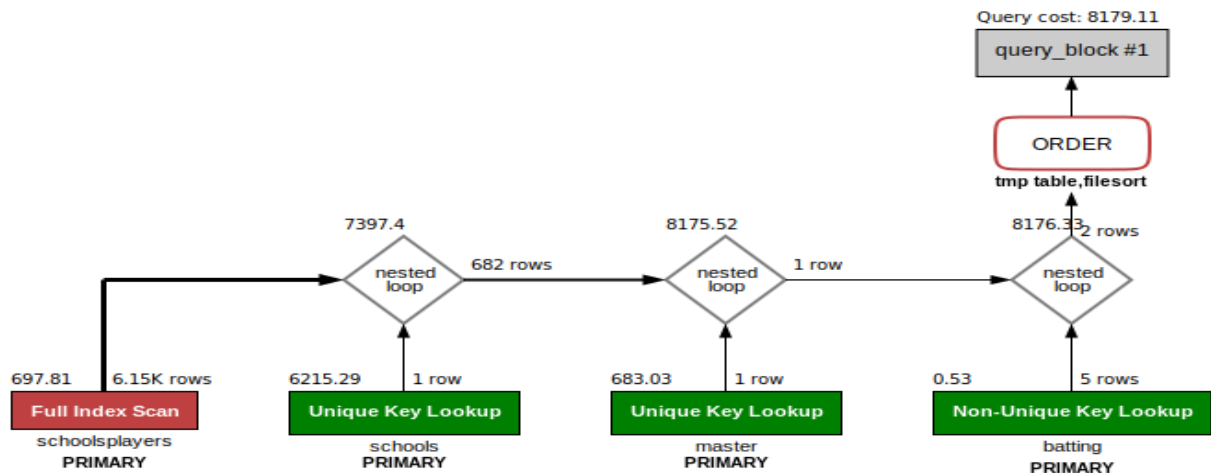 Query cost: 8179.11
query_block #1
ORDER
tmp table,filesort
7397.4
8175.52
8176.33
2 rows
nested
loop
682 rows
nested
loop
1 row
nested
loop
697.81
6.15K rows
6215.29
1 row
683.03
1 row
0.53
5 rows
Full Index Scan
Unique Key Lookup
Unique Key Lookup
Non-Unique Key Lookup
schoolsplayers
schools
master
batting
PRIMARY
PRIMARY
PRIMARY
PRIMARY